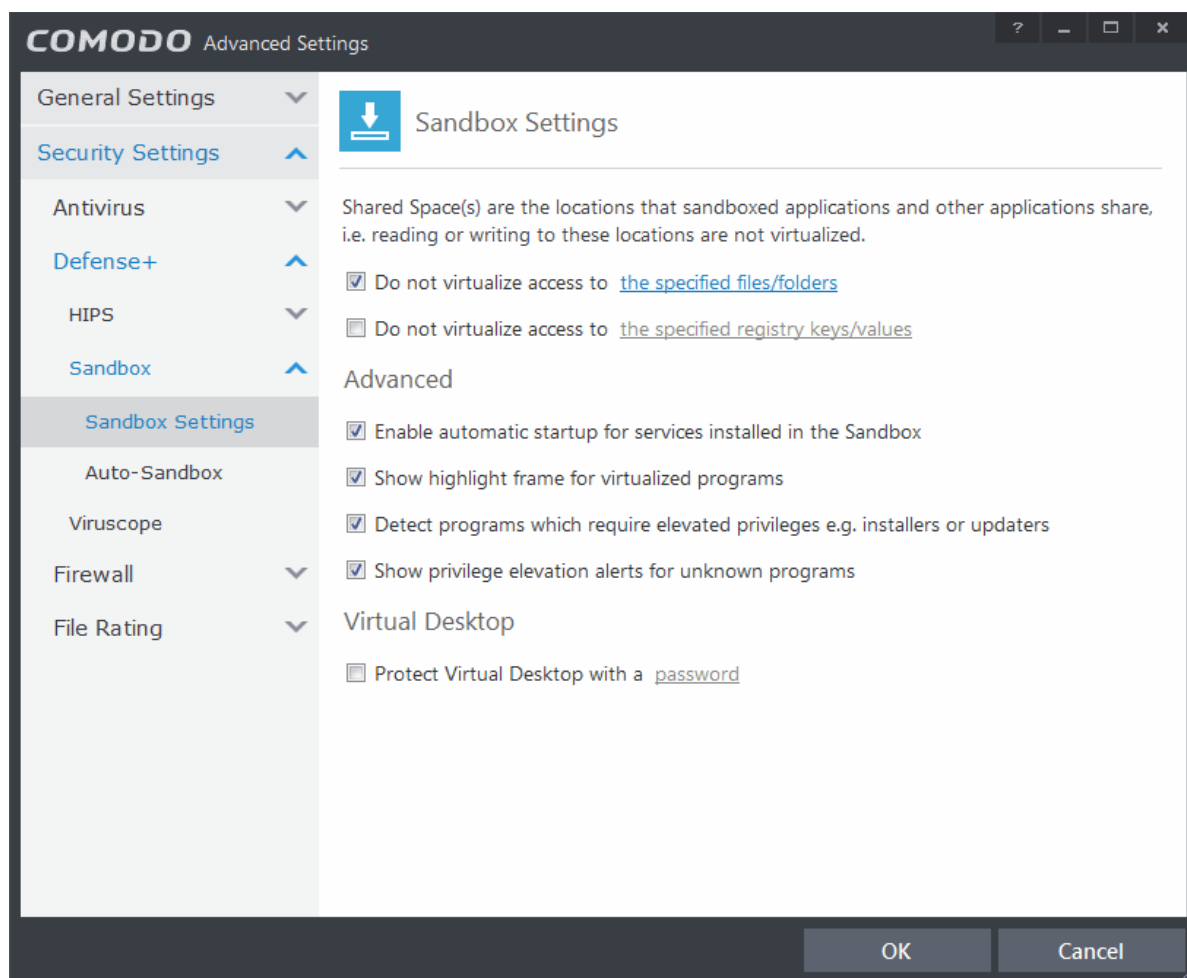 COMODO Advanced Settings
?
General Settings
Security Settings
Antivirus
Defense+
HIPS
Sandbox
Sandbox Settings
Auto-Sandbox
Viruscope
Firewall
File Rating
Sandbox Settings
Shared Space(s) are the locations that sandboxed applications and other applications share,
i.e. reading or writing to these locations are not virtualized.
Do not virtualize access to the specified files/folders
Do not virtualize access to the specified registry keys/values
Advanced
Enable automatic startup for services installed in the Sandbox
Show highlight frame for virtualized programs
Detect programs which require elevated privileges e.g. installers or updaters
Show privilege elevation alerts for unknown programs
Virtual Desktop
Protect Virtual Desktop with a password
OK
Cancel